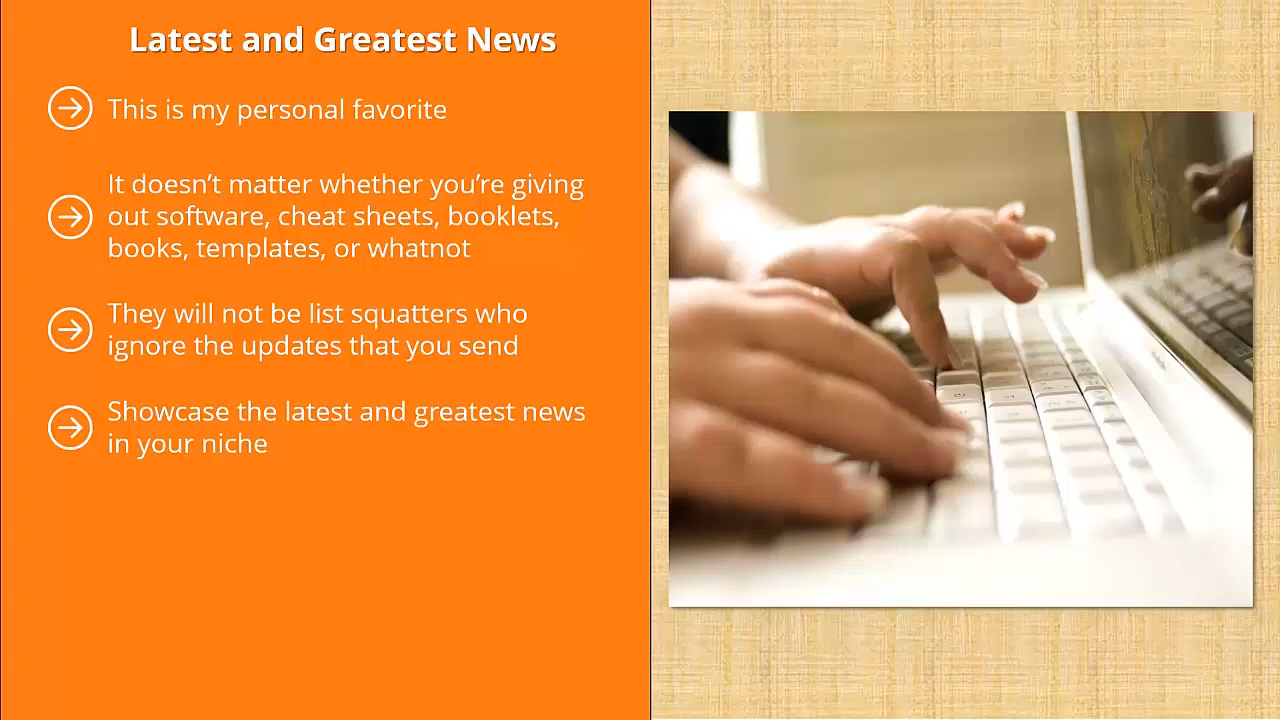 Latest and Greatest News
This is my personal favorite
It doesn’t matter whether you’re giving
out software, cheat sheets, booklets,
books, templates, or whatnot
They will not be list squatters who
ignore the updates that you send
Showcase the latest and greatest news
in your niche